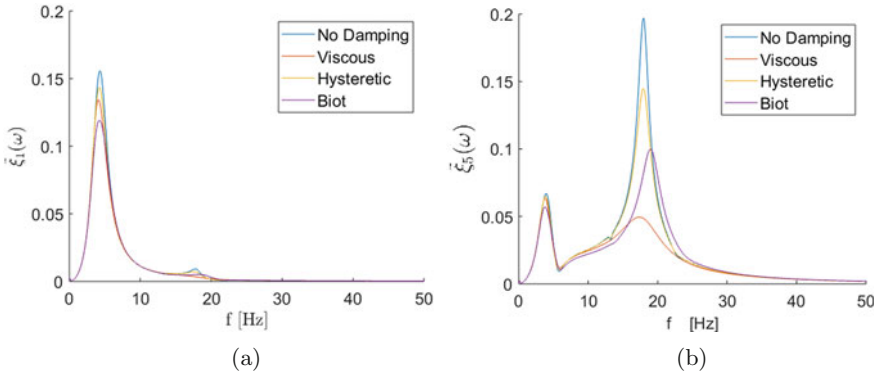 0.2
0.15
0.1
0.05
0
ξ̄₁(ω)
No Damping
Viscous
Hysteretic
Biot
0 10 20 30 40 50
f [Hz]
(a)
0.2
0.15
0.1
0.05
0
ξ̄₅(ω)
No Damping
Viscous
Hysteretic
Biot
0 10 20 30 40 50
f [Hz]
(b)